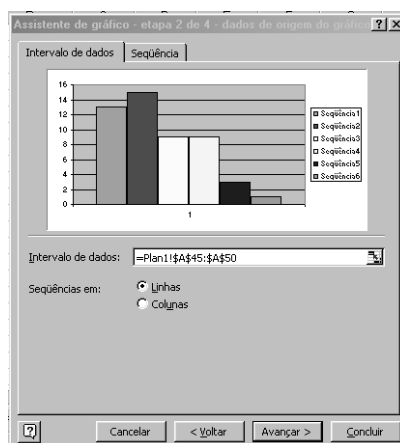 Assistente de gráfico - etapa 2 de 4 - dados de origem do gráfico
Intervalo de dados
Seqüência
16
14
12
10
8
6
4
2
0
1
Seqüência1
Seqüência2
Seqüência3
Seqüência4
Seqüência5
Seqüência6
Intervalo de dados: =Plan1!$A$45:$A$50
Seqüências em: Linhas
Colunas
Cancelar < Voltar Avançar > Concluir